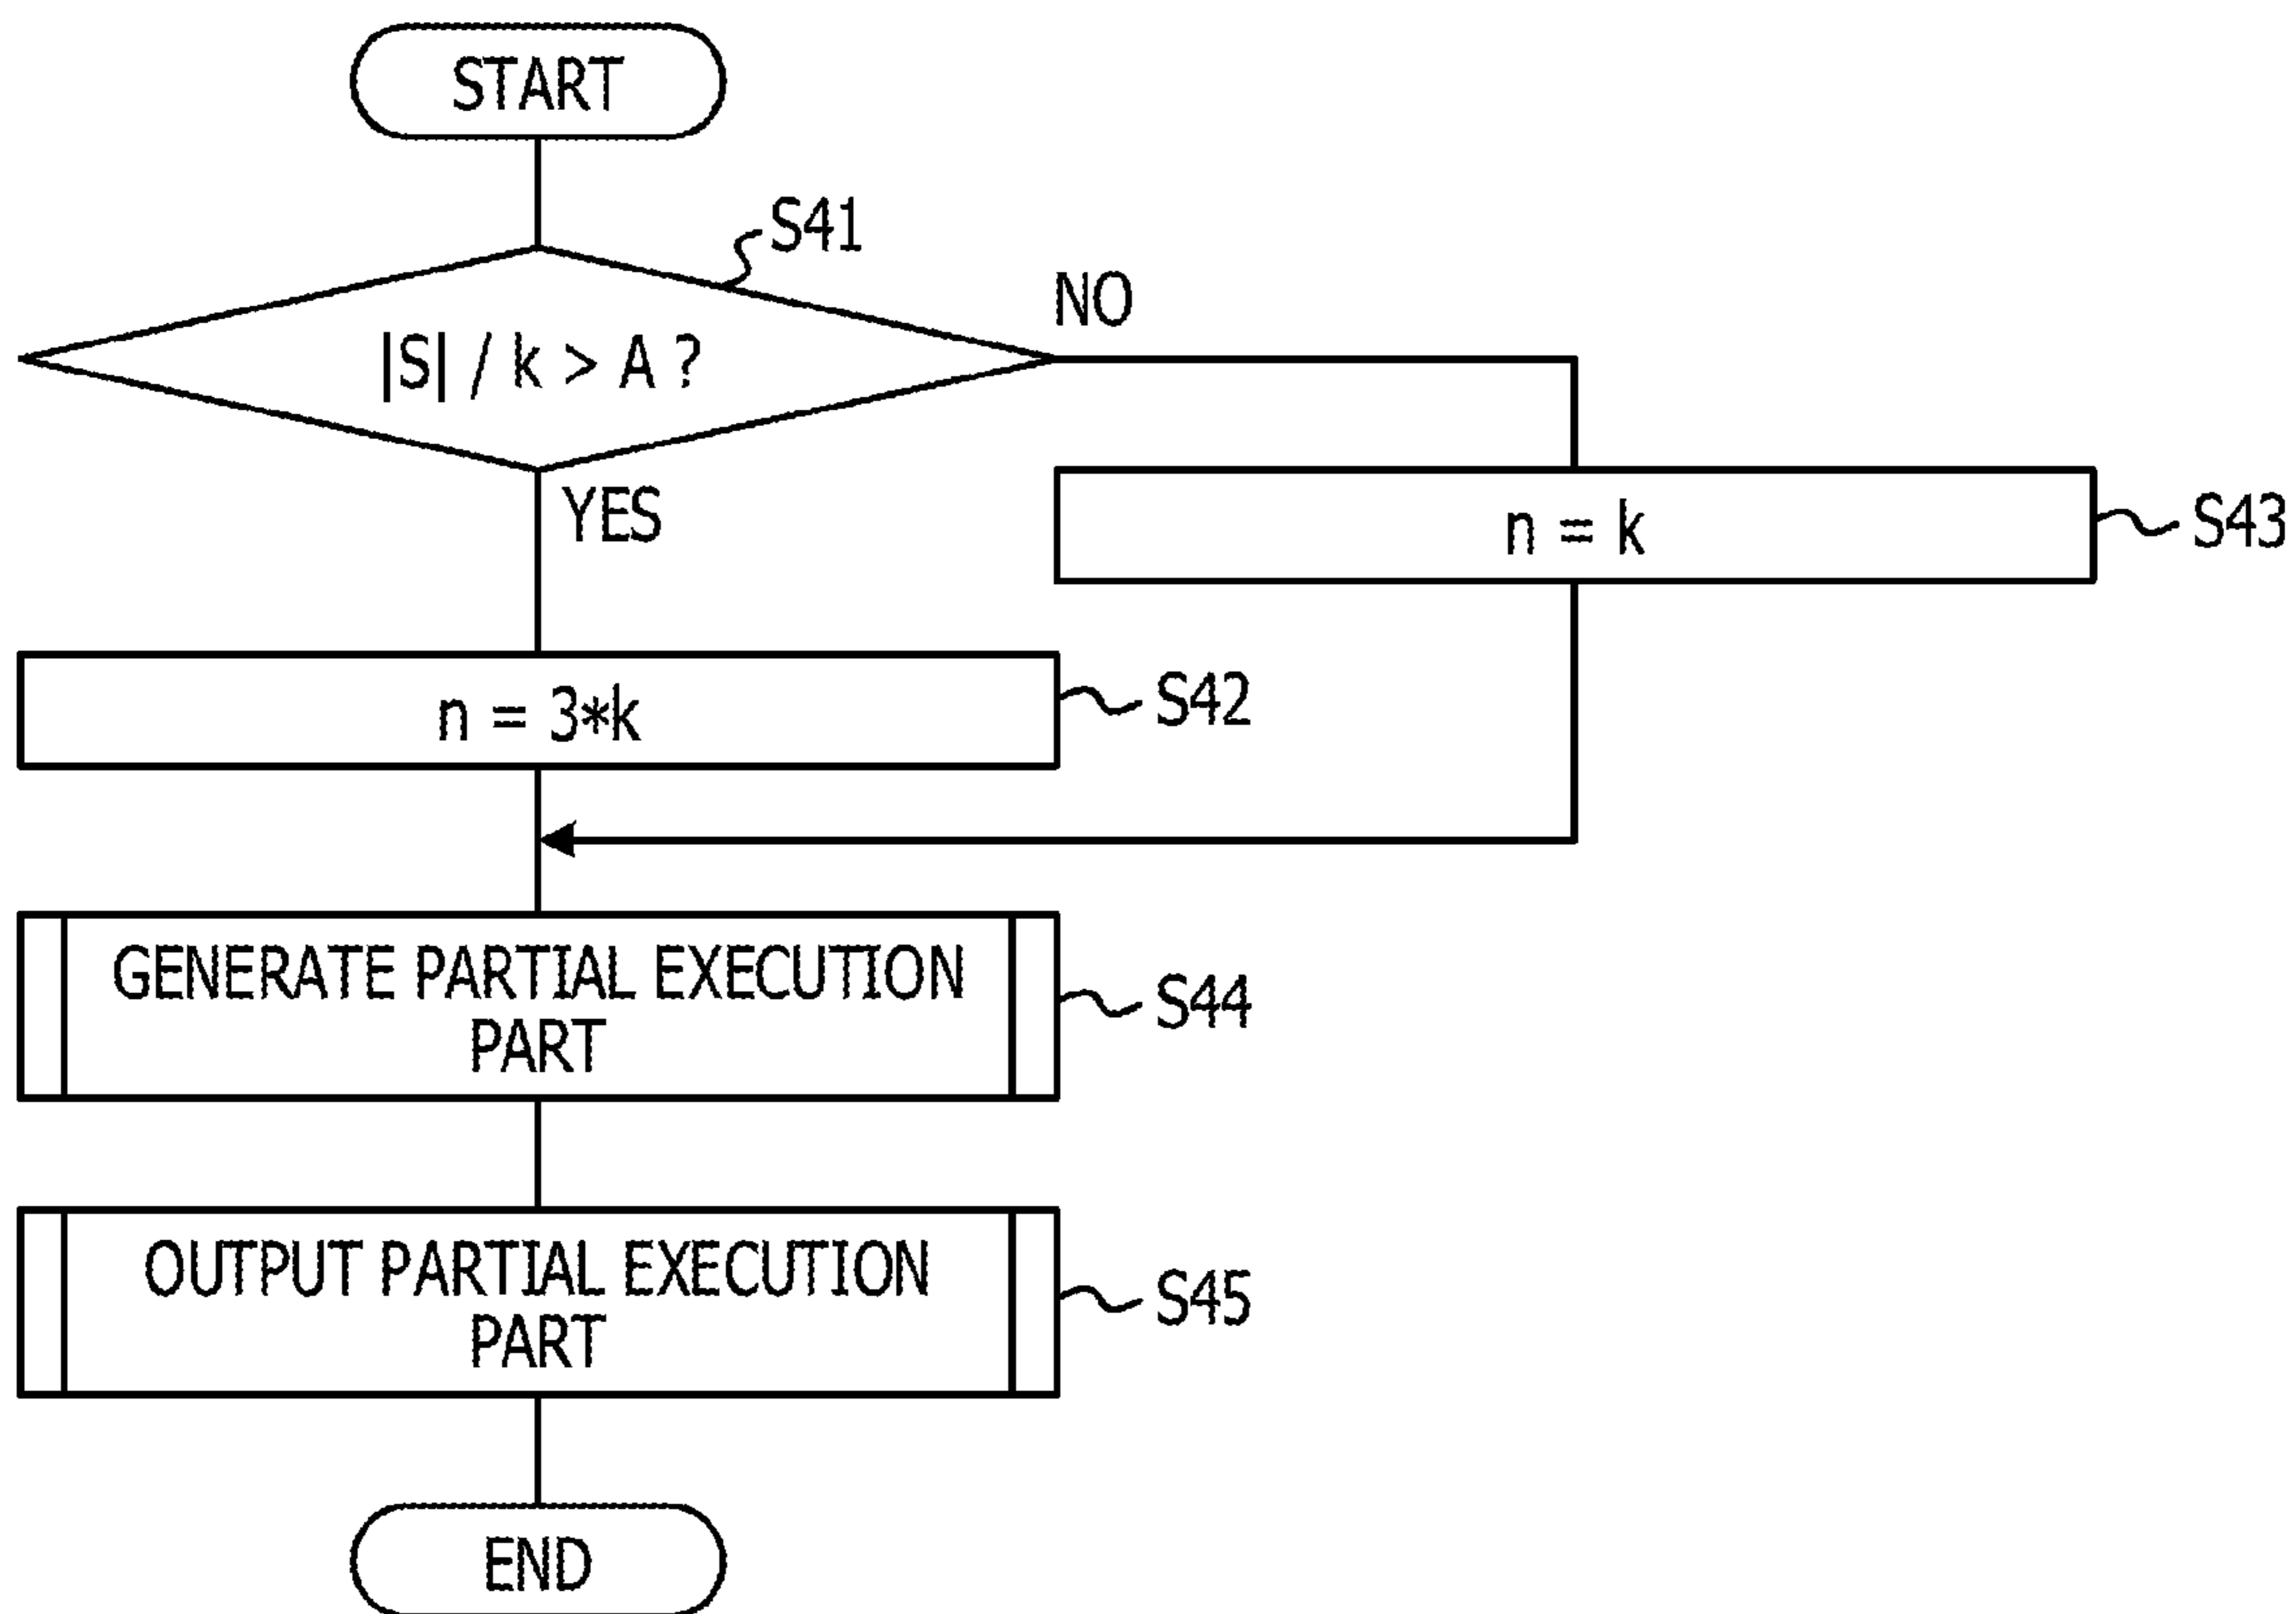 START
S41
|S| / k > A ?
NO
YES
n = k
S43
n = 3*k
S42
GENERATE PARTIAL EXECUTION
PART
S44
OUTPUT PARTIAL EXECUTION
PART
S45
END